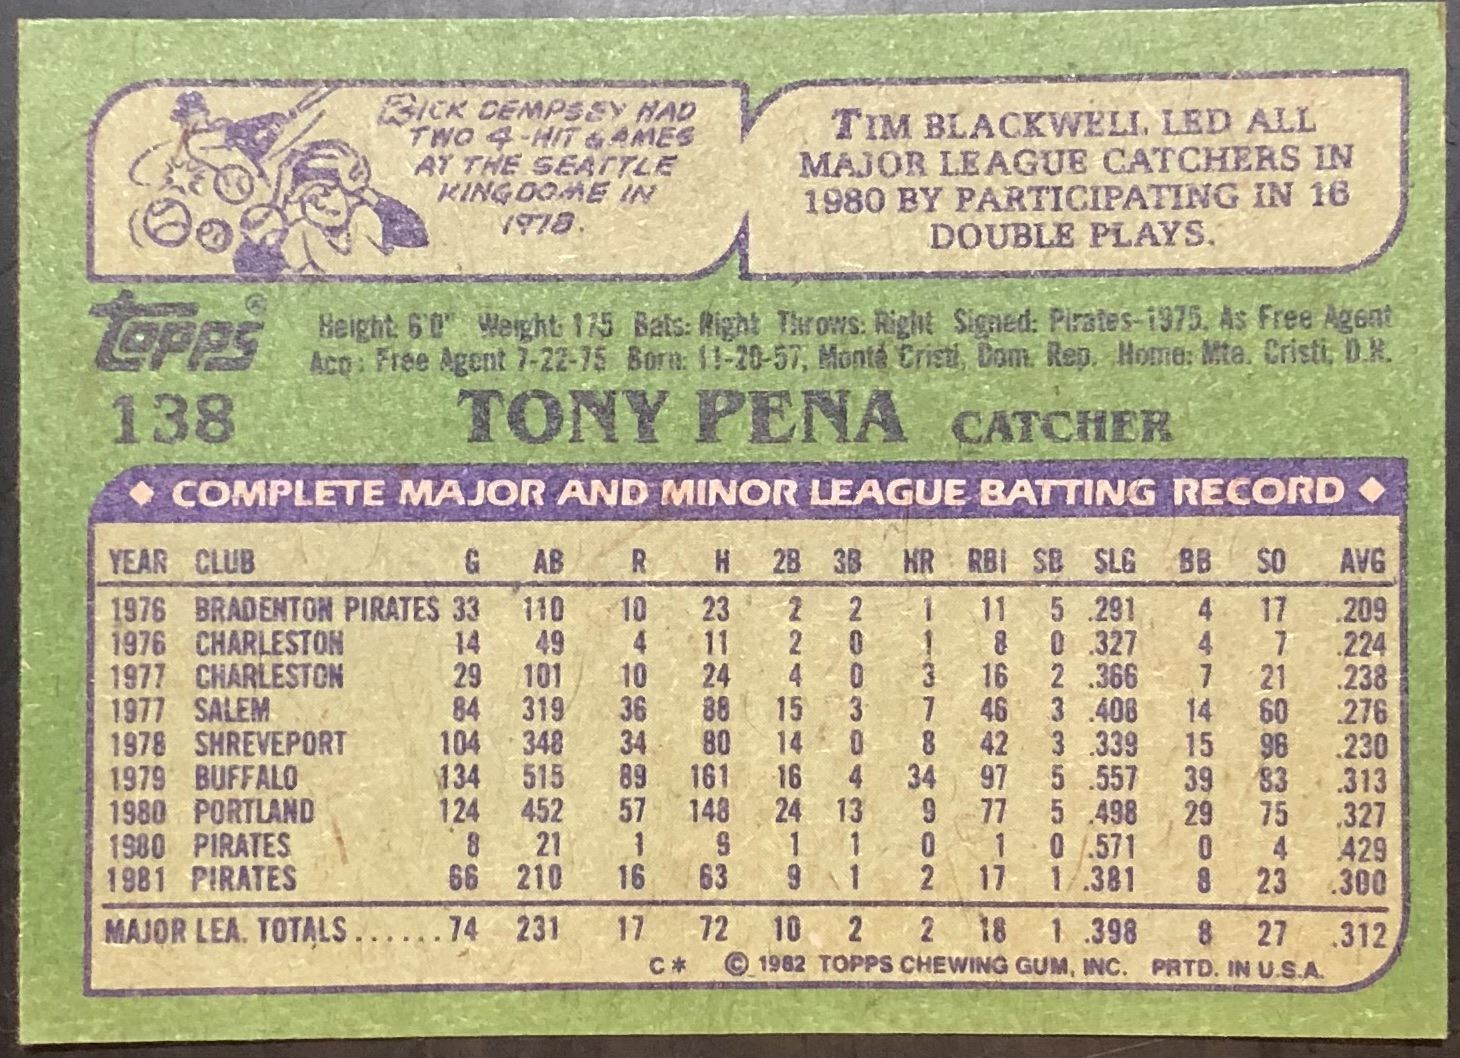 RICK DEMPSEY HAD
TWO 4-HIT GAMES
AT THE SEATTLE
KINGDOME IN
1978.
TIM BLACKWELL LED ALL
MAJOR LEAGUE CATCHERS IN
1980 BY PARTICIPATING IN 16
DOUBLE PLAYS.
topps®
Height: 6'0" Weight: 175 Bats: Right Throws: Right Signed: Pirates-1975, As Free Agent
Acq: Free Agent 7-22-75 Born: 11-20-57, Monté Cristi, Dom. Rep. Home: Mte. Cristi, D.R.
138 TONY PENA CATCHER
◆ COMPLETE MAJOR AND MINOR LEAGUE BATTING RECORD ◆
YEAR CLUB G AB R H 2B 3B HR RBI SB SLG BB SO AVG
1976 BRADENTON PIRATES 33 110 10 23 2 2 1 11 5 .291 4 17 .209
1976 CHARLESTON 14 49 4 11 2 0 1 8 0 .327 4 7 .224
1977 CHARLESTON 29 101 10 24 4 0 3 16 2 .366 7 21 .238
1977 SALEM 84 319 36 88 15 3 7 46 3 .408 14 60 .276
1978 SHREVEPORT 104 348 34 80 14 0 8 42 3 .339 15 96 .230
1979 BUFFALO 134 515 89 161 16 4 34 97 5 .557 39 83 .313
1980 PORTLAND 124 452 57 148 24 13 9 77 5 .498 29 75 .327
1980 PIRATES 8 21 1 9 1 1 0 1 0 .571 0 4 .429
1981 PIRATES 66 210 16 63 9 1 2 17 1 .381 8 23 .300
MAJOR LEA. TOTALS......74 231 17 72 10 2 2 18 1 .398 8 27 .312
C* © 1982 TOPPS CHEWING GUM, INC. PRTD. IN U.S.A.